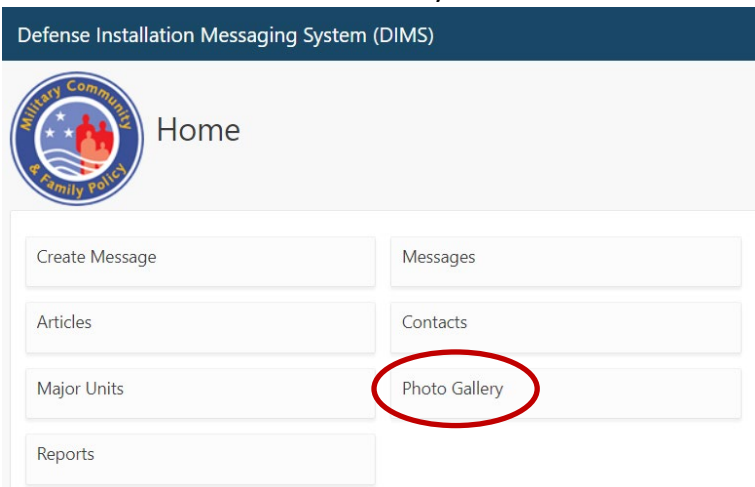 Defense Installation Messaging System (DIMS)
Military Community
& Family Policy
Home
Create Message
Messages
Articles
Contacts
Major Units
Photo Gallery
Reports